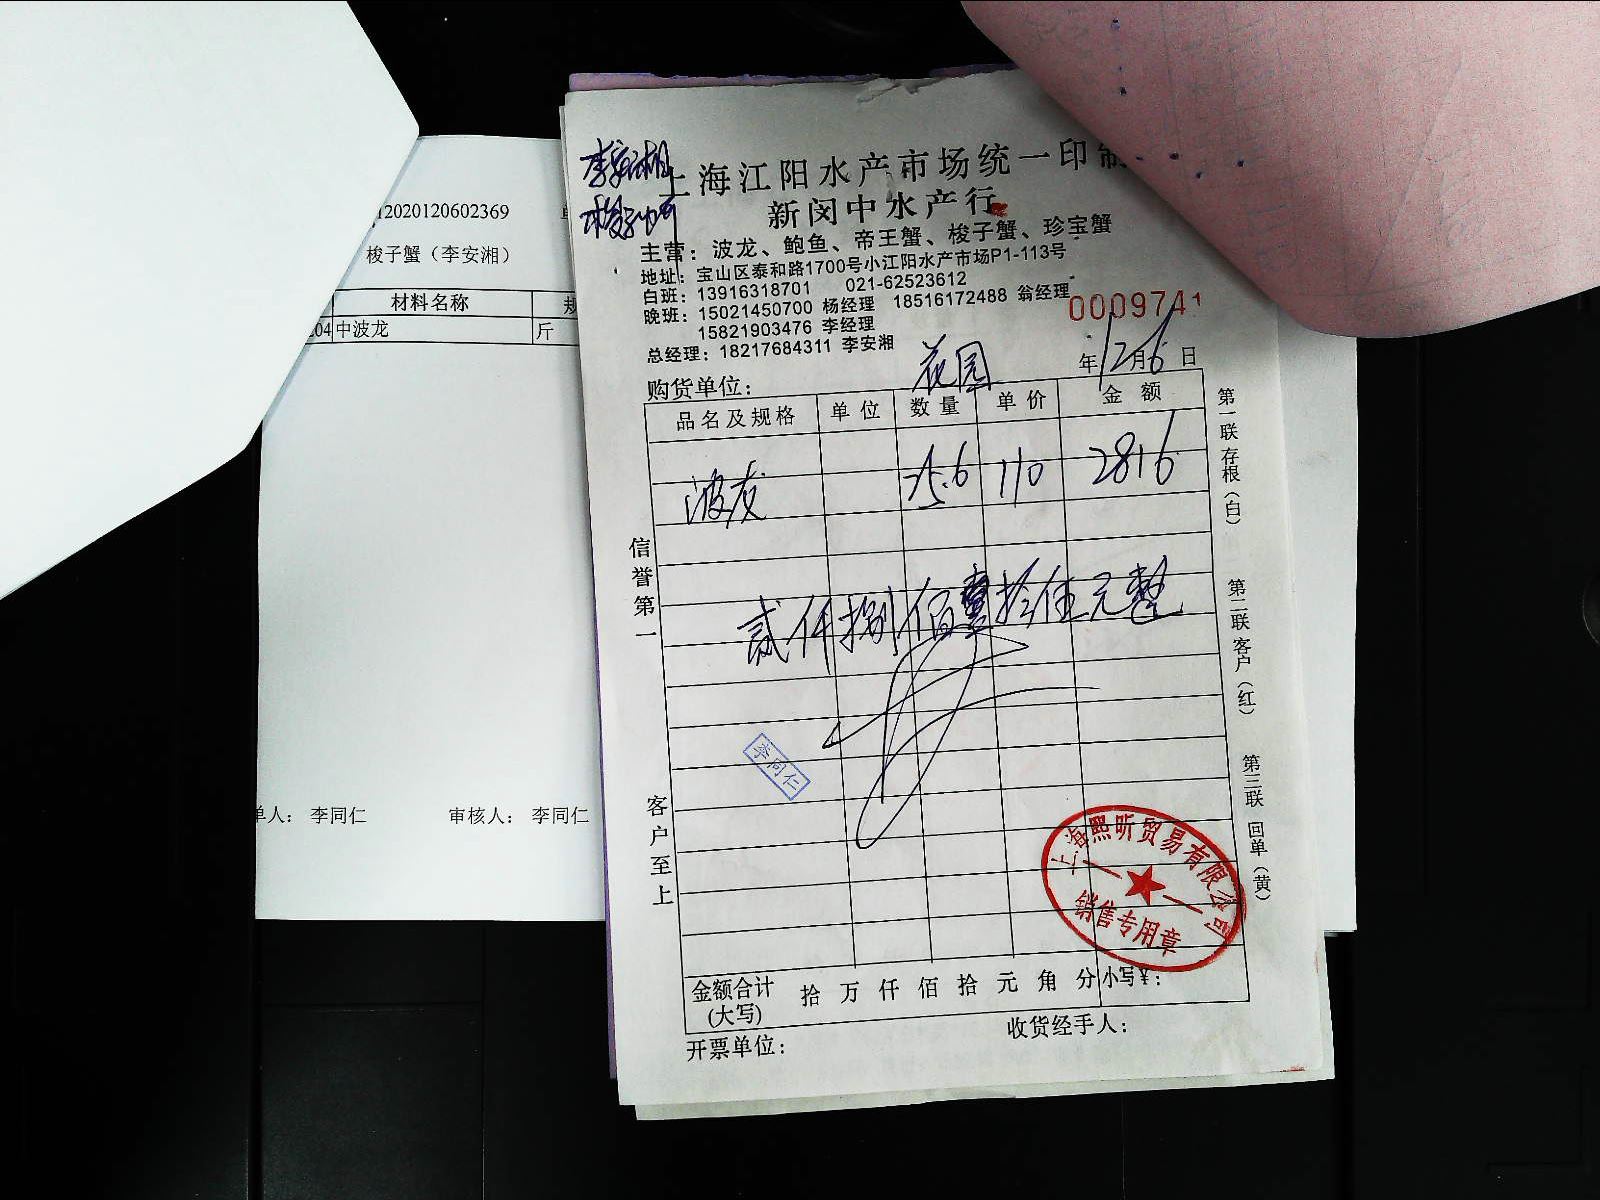 12020120602369
梭子蟹（李安湘）
材料名称
04 中波龙 斤
单人： 李同仁 审核人： 李同仁
李安湘
梭子蟹
上海江阳水产市场统一印制
新闵中水产行
主营：波龙、鲍鱼、帝王蟹、梭子蟹、珍宝蟹
地址：宝山区泰和路1700号小江阳水产市场P1-113号
白班：13916318701 021-62523612
晚班：15021450700 杨经理 18516172488 翁经理
15821903476 李经理
总经理：18217684311 李安湘
0009741
购货单位： 花园 年12月6日
品名及规格 单位 数量 单价 金额
波龙 25.6 110 2816
贰仟捌佰壹拾陆元整
信誉第一
客户至上
李同仁
上海熙昕贸易有限公司
销售专用章
金额合计(大写) 拾 万 仟 佰 拾 元 角 分 小写¥：
开票单位： 收货经手人：
第一联 存根（白）
第二联 客户（红）
第三联 回单（黄）